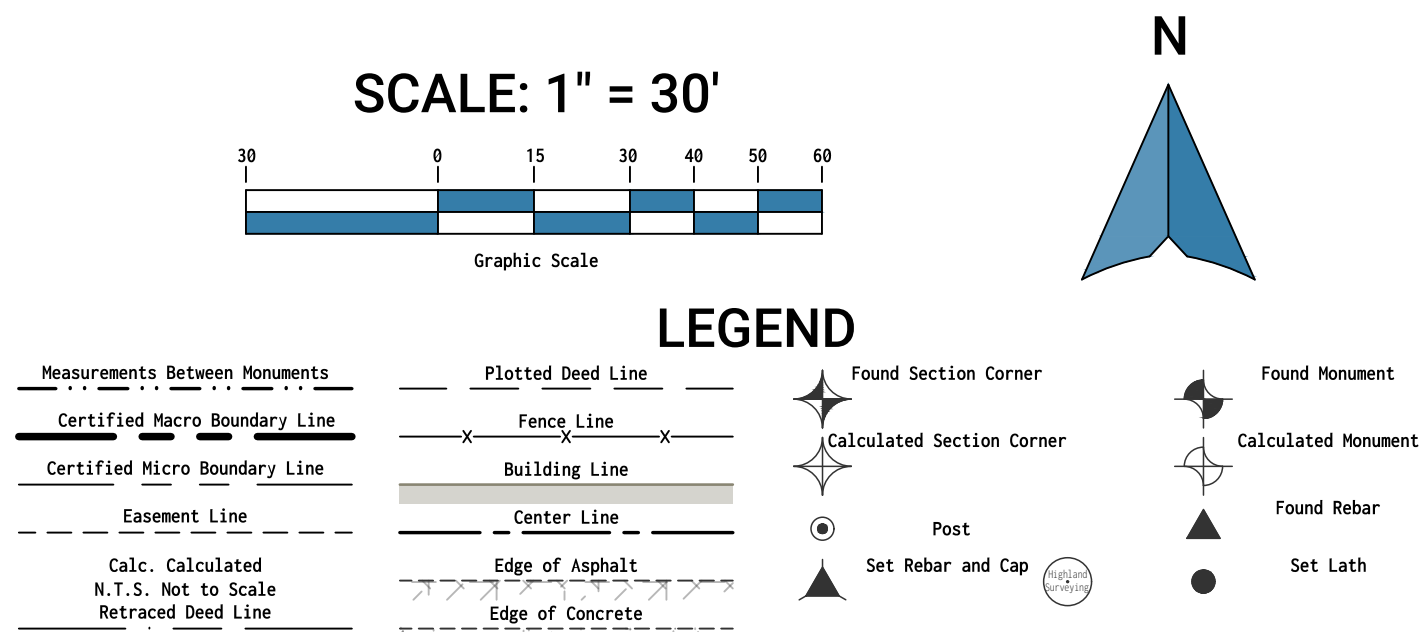 N
SCALE: 1" = 30'
30 0 15 30 40 50 60
Graphic Scale
LEGEND
Measurements Between Monuments
Certified Macro Boundary Line
Certified Micro Boundary Line
Easement Line
Calc. Calculated
N.T.S. Not to Scale
Retraced Deed Line
Plotted Deed Line
Fence Line
X X X
Building Line
Center Line
Edge of Asphalt
Edge of Concrete
Found Section Corner
Calculated Section Corner
Post
Set Rebar and Cap
Highland
Surveying
Found Monument
Calculated Monument
Found Rebar
Set Lath